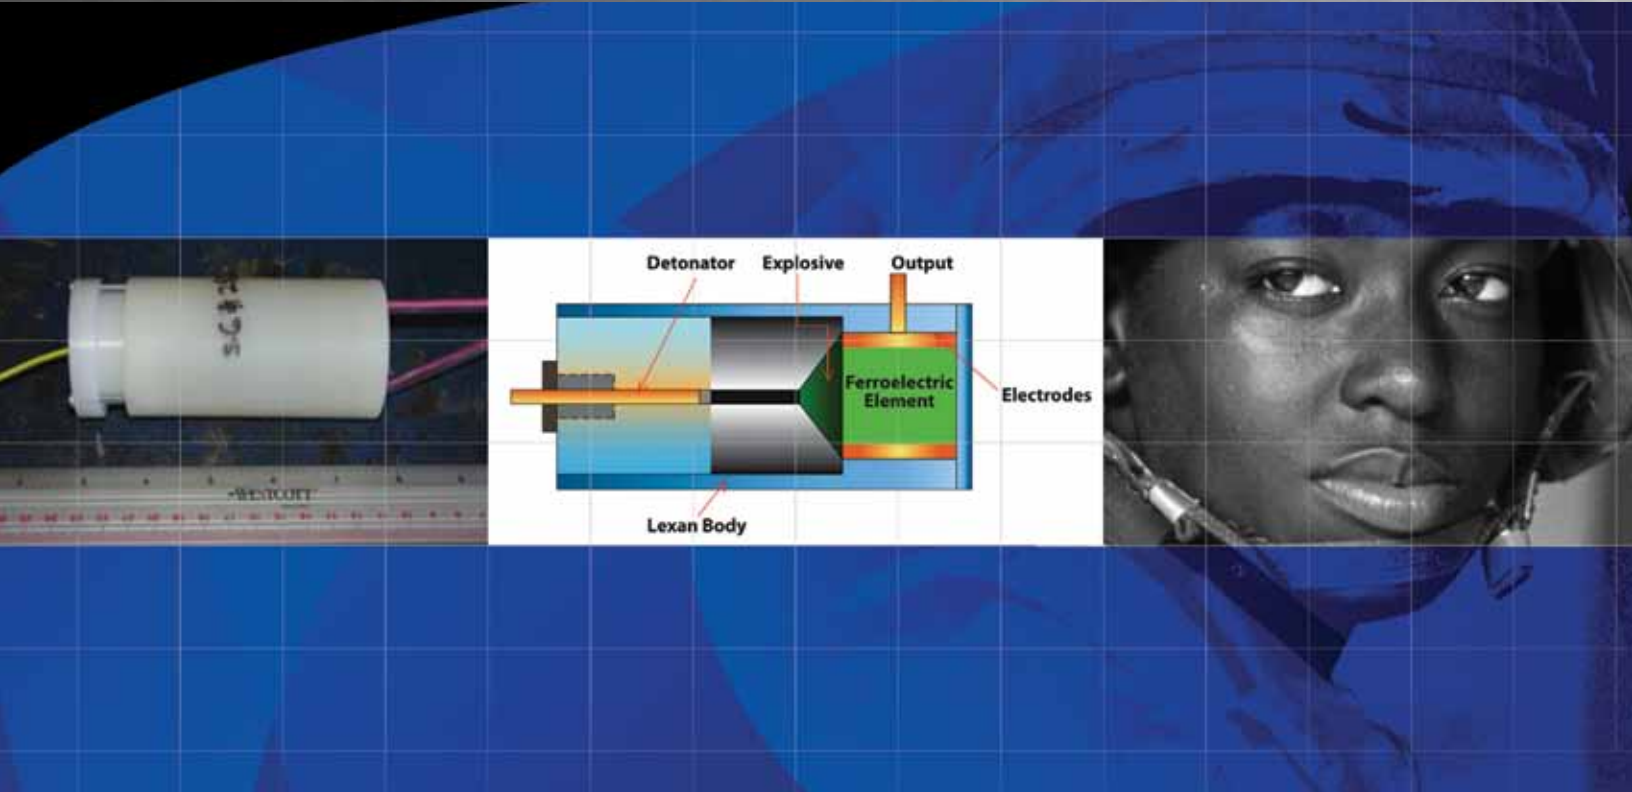 Detonator
Explosive
Output
Ferroelectric
Element
Electrodes
Lexan Body
WESTCOTT